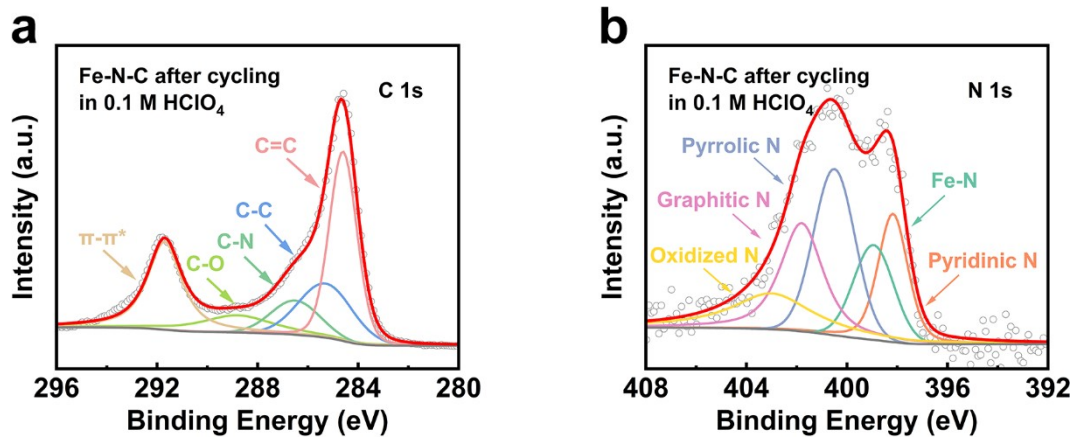 a
Fe-N-C after cycling
in 0.1 M HClO₄
C 1s
C=C
C-C
C-N
C-O
π-π*
Intensity (a.u.)
296 292 288 284 280
Binding Energy (eV)
b
Fe-N-C after cycling
in 0.1 M HClO₄
N 1s
Pyrrolic N
Graphitic N
Oxidized N
Fe-N
Pyridinic N
Intensity (a.u.)
408 404 400 396 392
Binding Energy (eV)